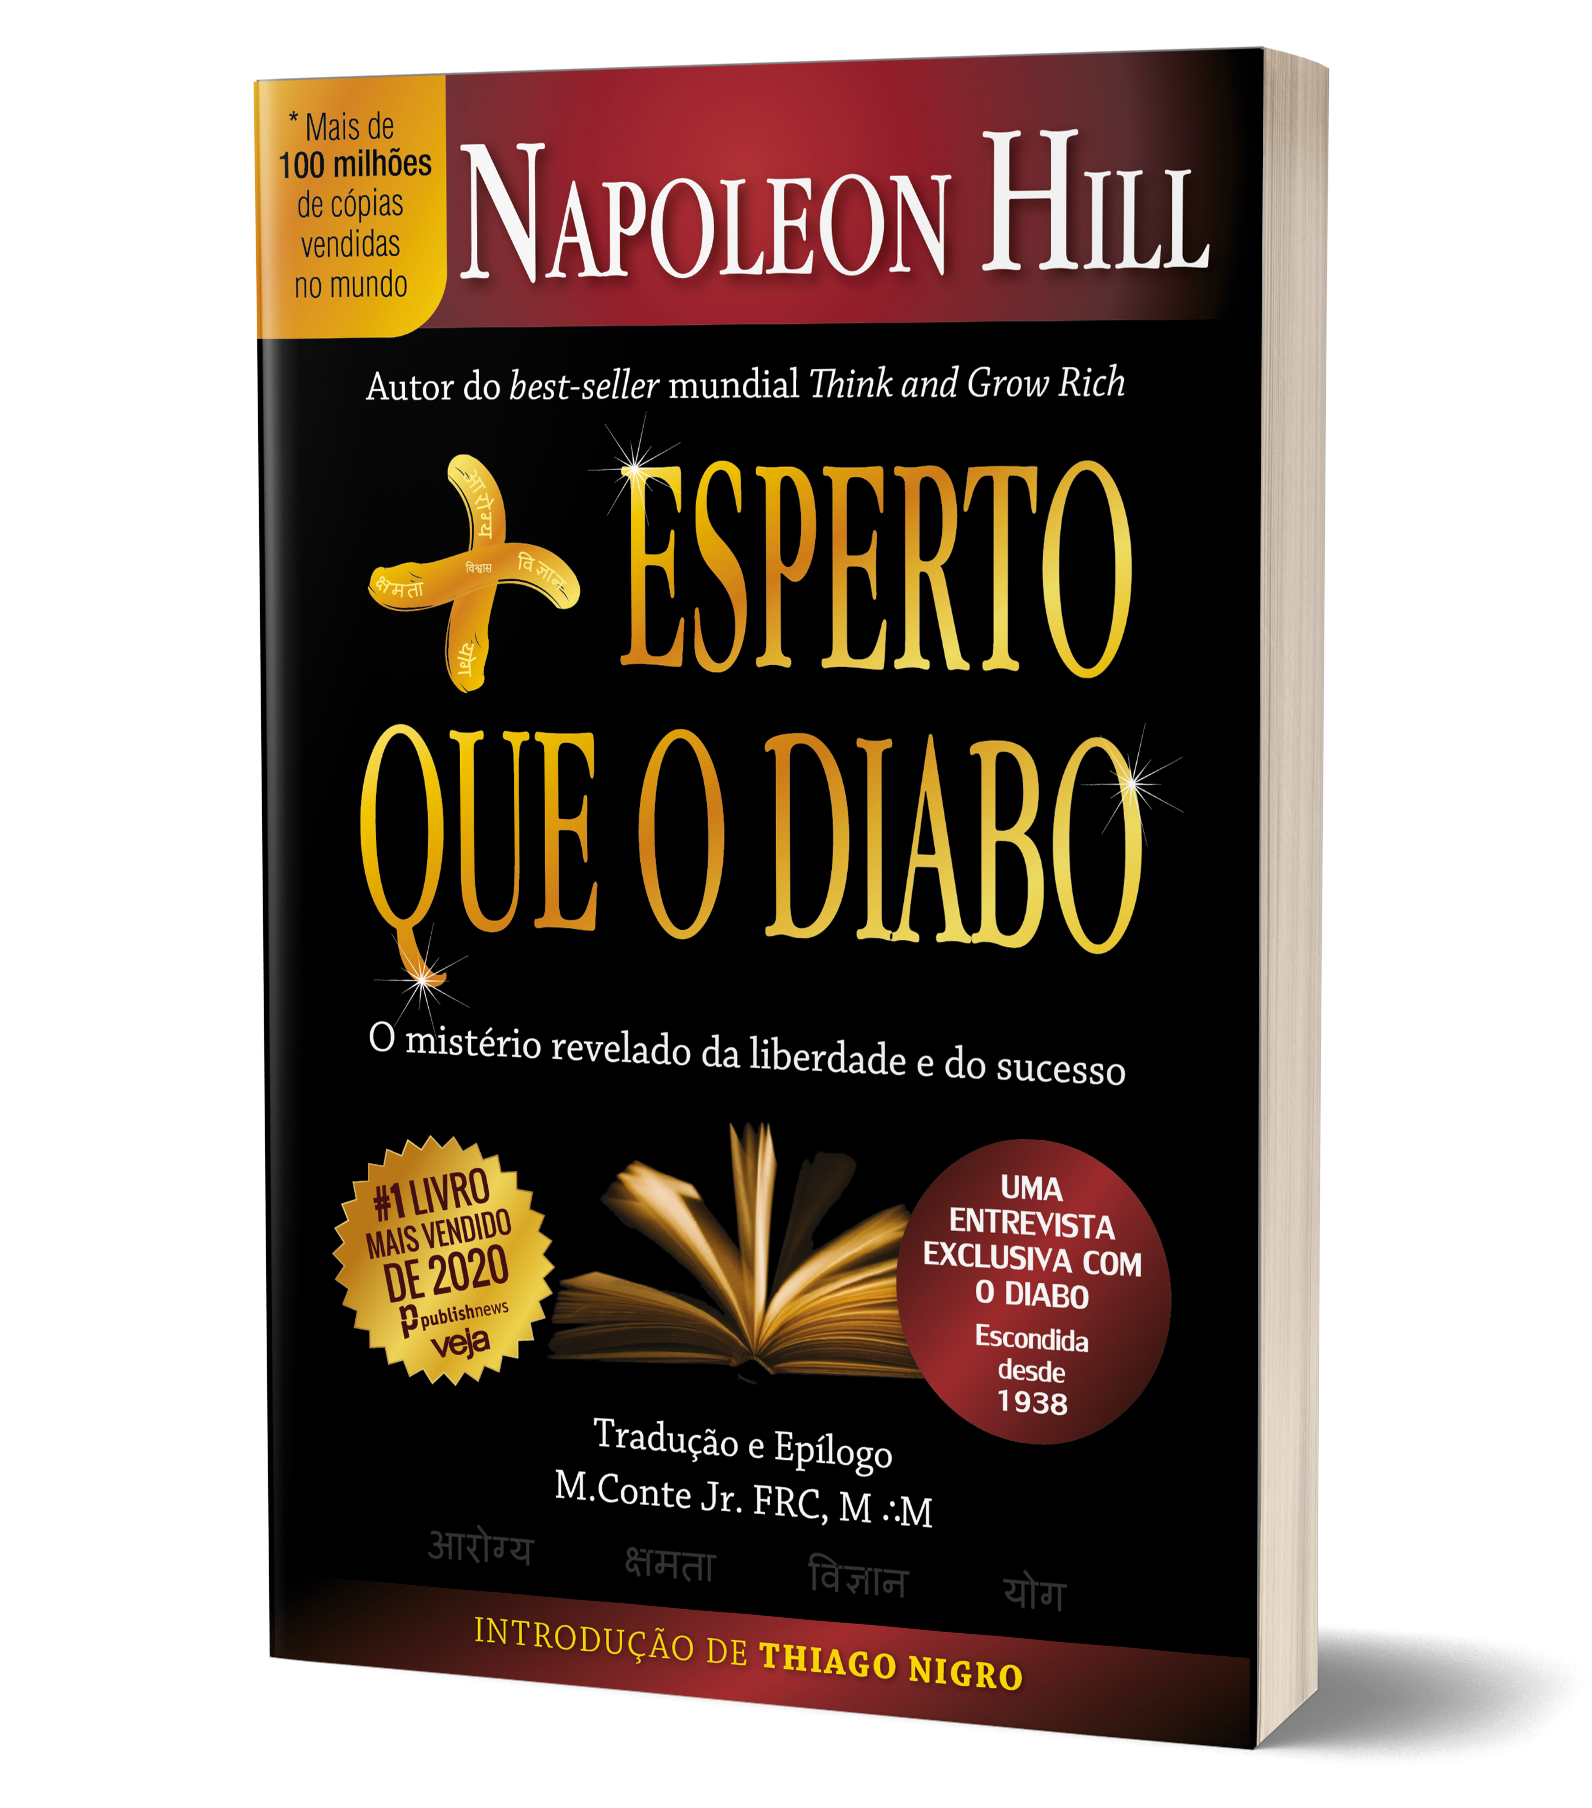 * Mais de
100 milhões
de cópias
vendidas
no mundo
NAPOLEON HILL
Autor do best-seller mundial Think and Grow Rich
आरोग्य
क्षमता
विश्वास
विज्ञान
योग
+ ESPERTO
QUE O DIABO
O mistério revelado da liberdade e do sucesso
#1 LIVRO
MAIS VENDIDO
DE 2020
p publishnews
veja
UMA
ENTREVISTA
EXCLUSIVA COM
O DIABO
Escondida
desde
1938
Tradução e Epílogo
M.Conte Jr. FRC, M .:M
आरोग्य क्षमता विज्ञान योग
INTRODUÇÃO DE THIAGO NIGRO